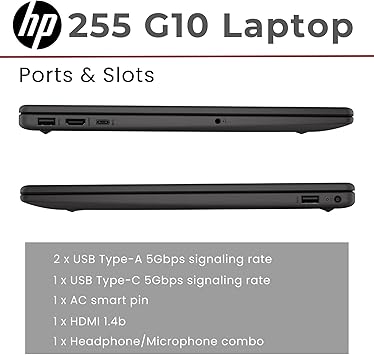 hp 255 G10 Laptop
Ports & Slots
2 x USB Type-A 5Gbps signaling rate
1 x USB Type-C 5Gbps signaling rate
1 x AC smart pin
1 x HDMI 1.4b
1 x Headphone/Microphone combo